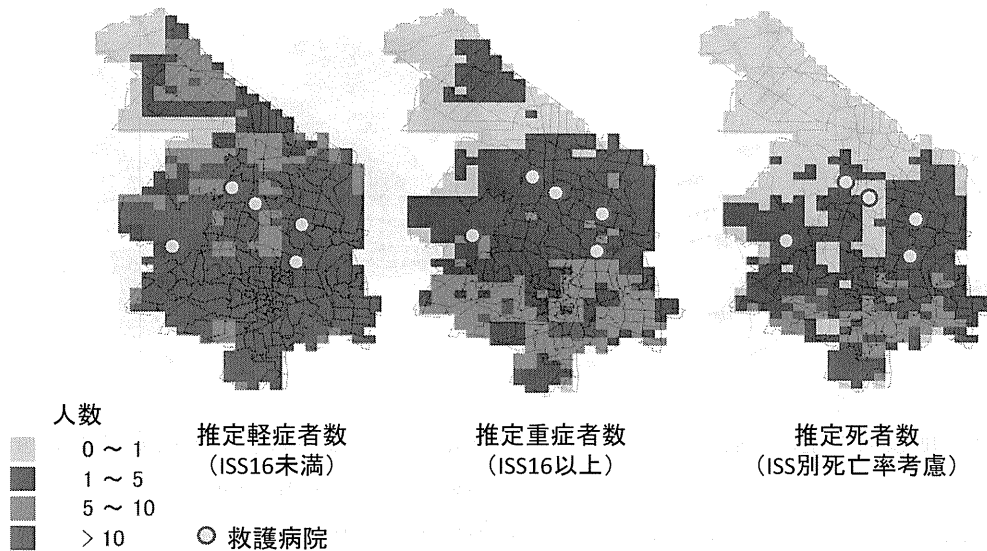 推定軽症者数
（ISS16未満）
推定重症者数
（ISS16以上）
推定死者数
（ISS別死亡率考慮）
人数
0 ～ 1
1 ～ 5
5 ～ 10
> 10
救護病院